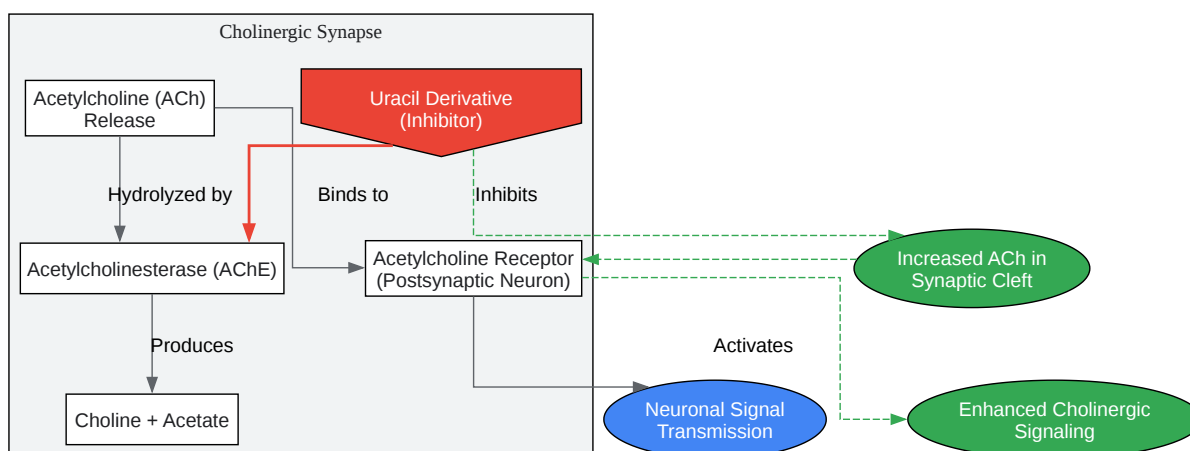 Cholinergic Synapse
Acetylcholine (ACh)
Release
Uracil Derivative
(Inhibitor)
Hydrolyzed by
Binds to
Inhibits
Acetylcholinesterase (AChE)
Acetylcholine Receptor
(Postsynaptic Neuron)
Increased ACh in
Synaptic Cleft
Produces
Activates
Choline + Acetate
Neuronal Signal
Transmission
Enhanced Cholinergic
Signaling